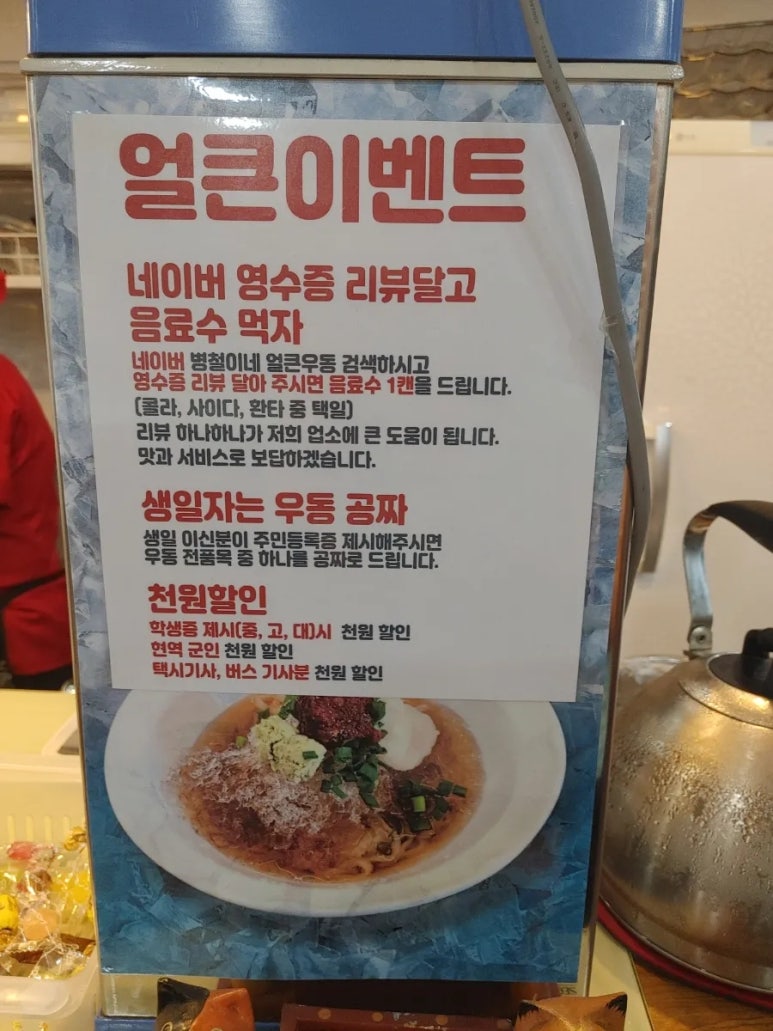 얼큰이벤트
네이버 영수증 리뷰달고
음료수 먹자
네이버 병철이네 얼큰우동 검색하시고
영수증 리뷰 달아 주시면 음료수 1캔을 드립니다.
(콜라, 사이다, 환타 중 택일)
리뷰 하나하나가 저희 업소에 큰 도움이 됩니다.
맛과 서비스로 보답하겠습니다.
생일자는 우동 공짜
생일 이신분이 주민등록증 제시해주시면
우동 전품목 중 하나를 공짜로 드립니다.
천원할인
학생증 제시(중, 고, 대)시 천원 할인
현역 군인 천원 할인
택시기사, 버스 기사분 천원 할인